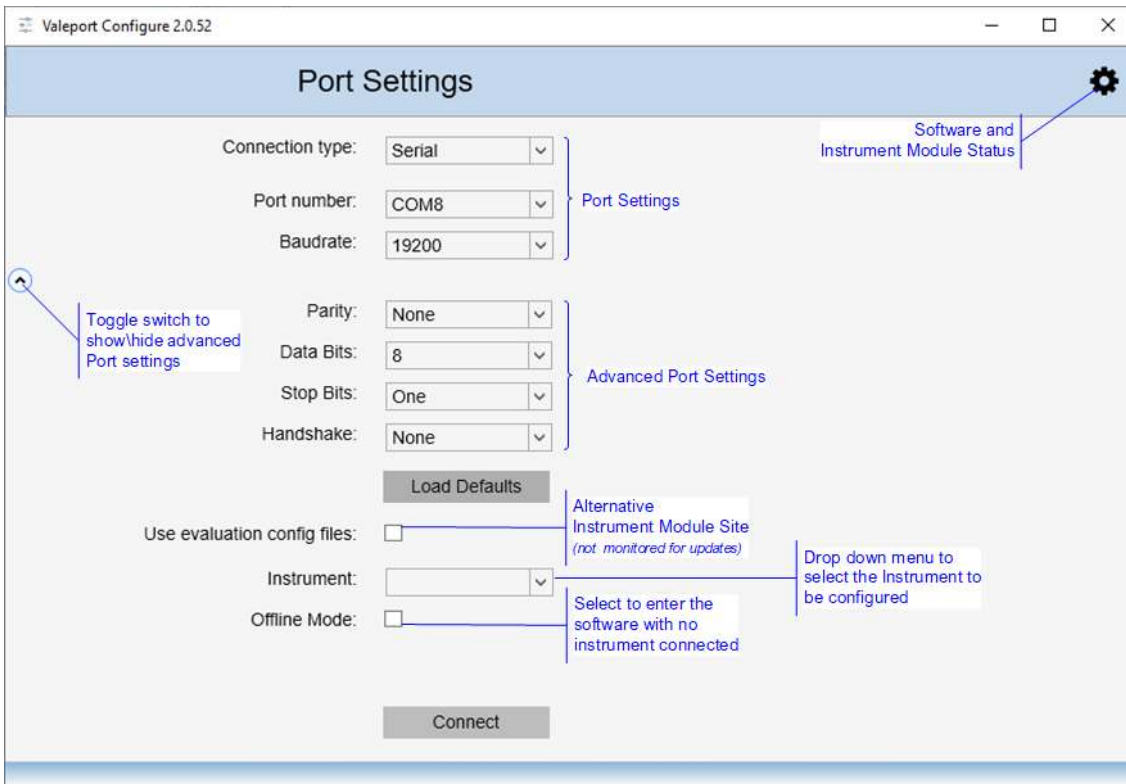 Valeport Configure 2.0.52
Port Settings
Software and
Instrument Module Status
Connection type:
Serial
Port number:
COM8
Port Settings
Baudrate:
19200
Toggle switch to
show\hide advanced
Port settings
Parity:
None
Data Bits:
8
Advanced Port Settings
Stop Bits:
One
Handshake:
None
Load Defaults
Use evaluation config files:
Alternative
Instrument Module Site
(not monitored for updates)
Instrument:
Drop down menu to
select the Instrument to
be configured
Offline Mode:
Select to enter the
software with no
instrument connected
Connect